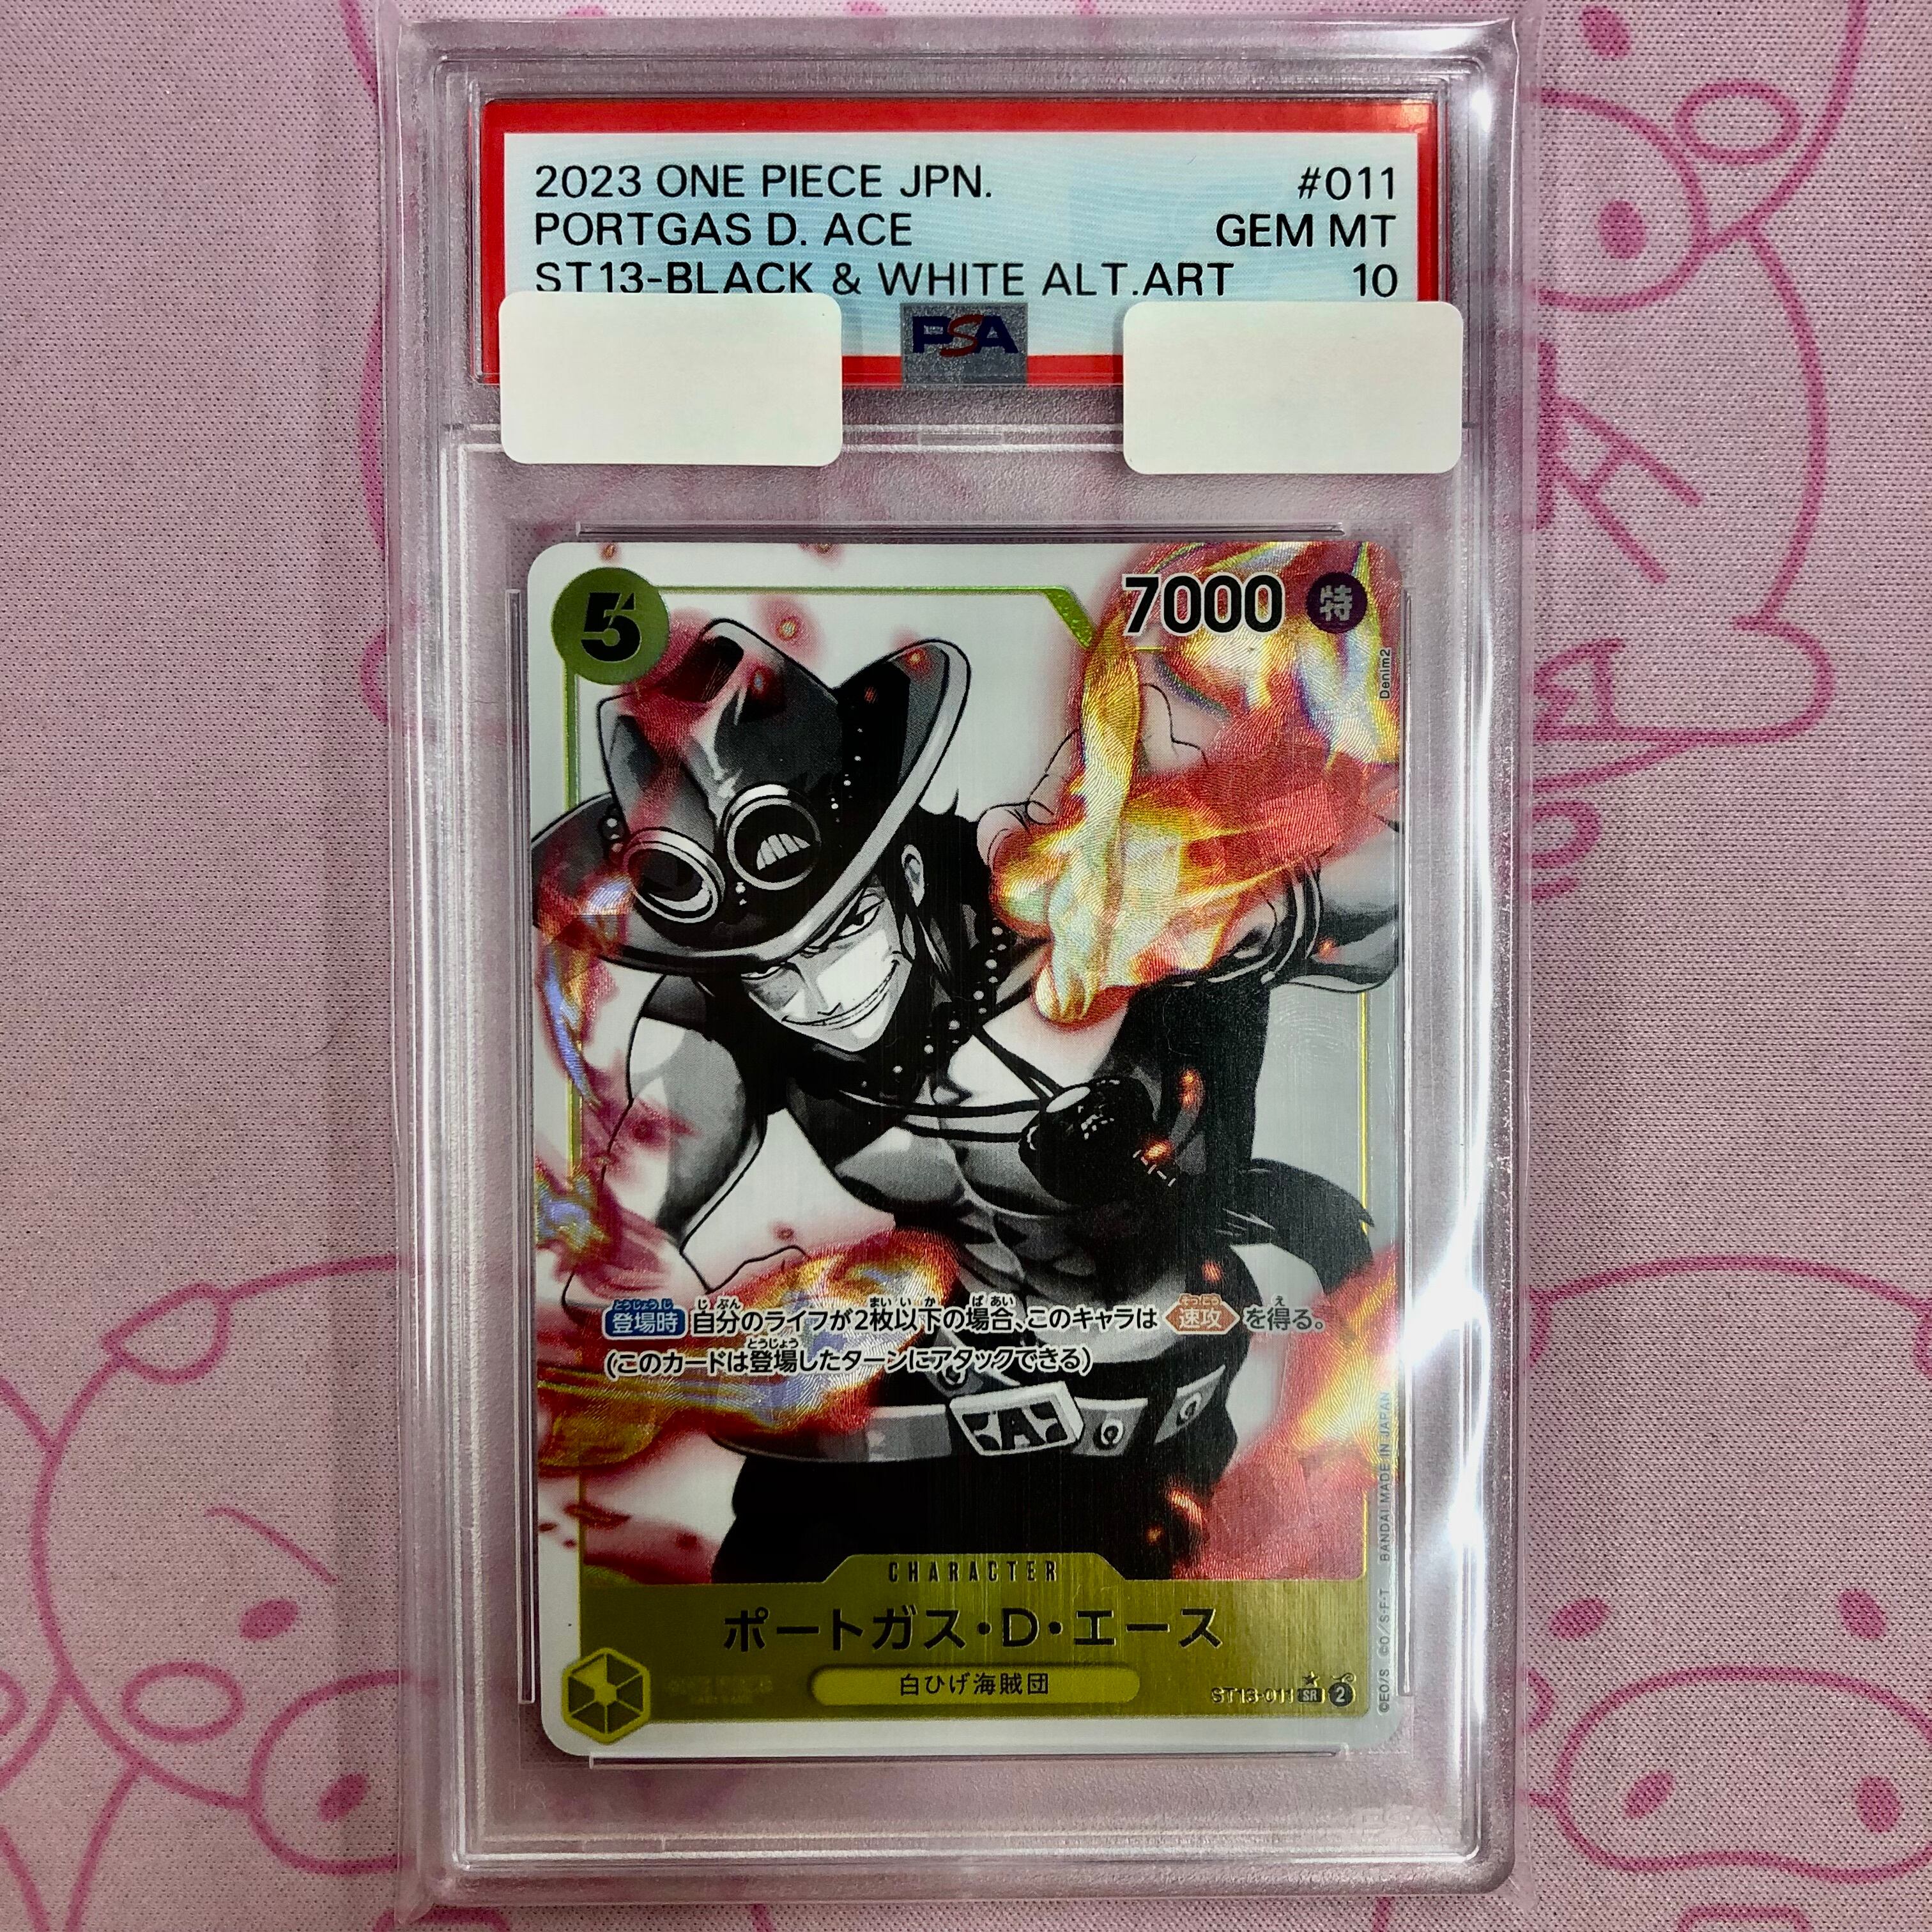 2023 ONE PIECE JPN. #011
PORTGAS D. ACE GEM MT
ST13-BLACK & WHITE ALT.ART 10
PSA
5 7000 特
Denim2
登場時 自分のライフが2枚以下の場合、このキャラは 速攻 を得る。
(このカードは登場したターンにアタックできる)
A
CHARACTER
ポートガス・D・エース
白ひげ海賊団
ST13-011 SR 2
©E.O/S. ©O/S・F・T BANDAI MADE IN JAPAN